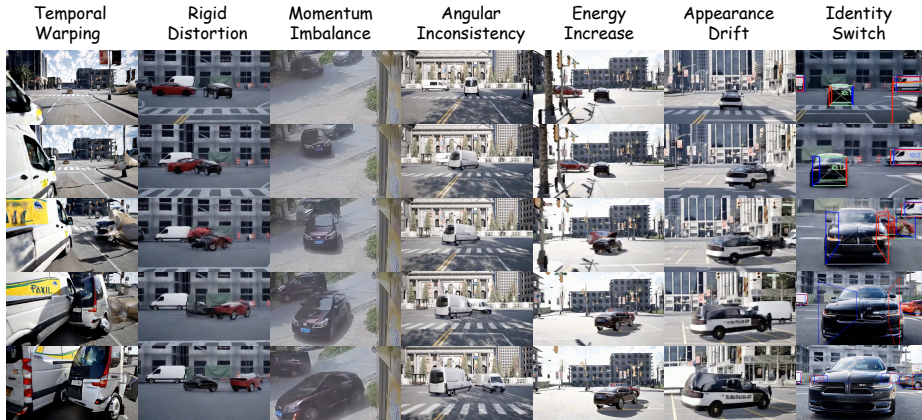 Temporal
Warping
Rigid
Distortion
Momentum
Imbalance
Angular
Inconsistency
Energy
Increase
Appearance
Drift
Identity
Switch